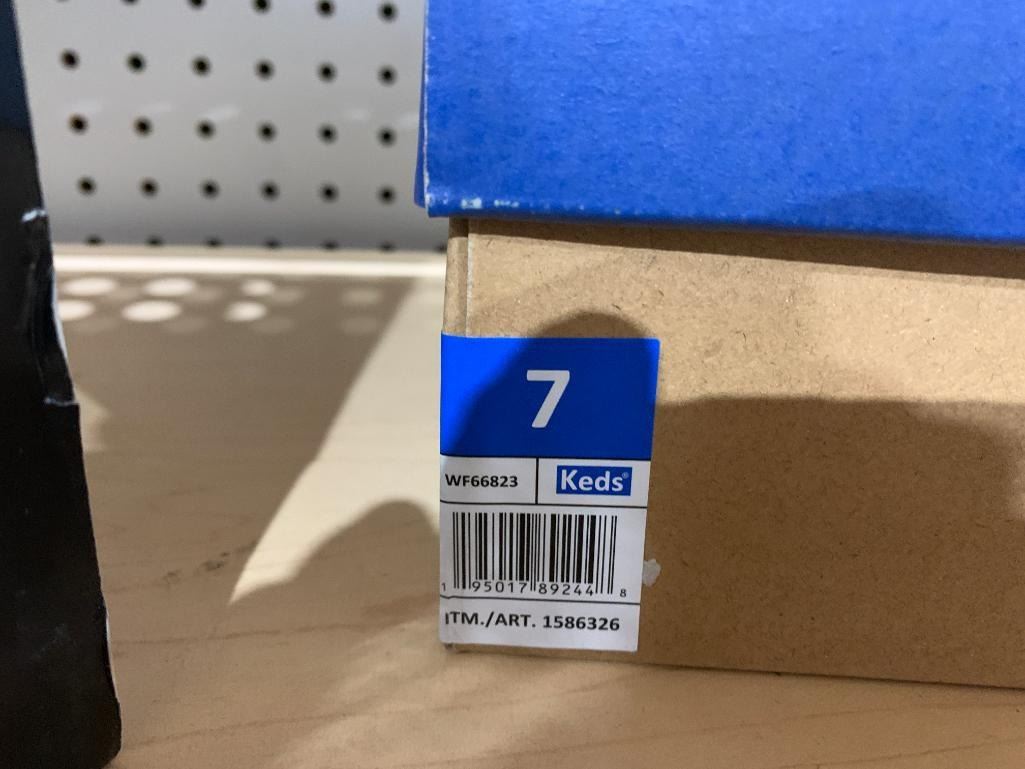 7
WF66823 Keds®
1 95017 89244 8
ITM./ART. 1586326